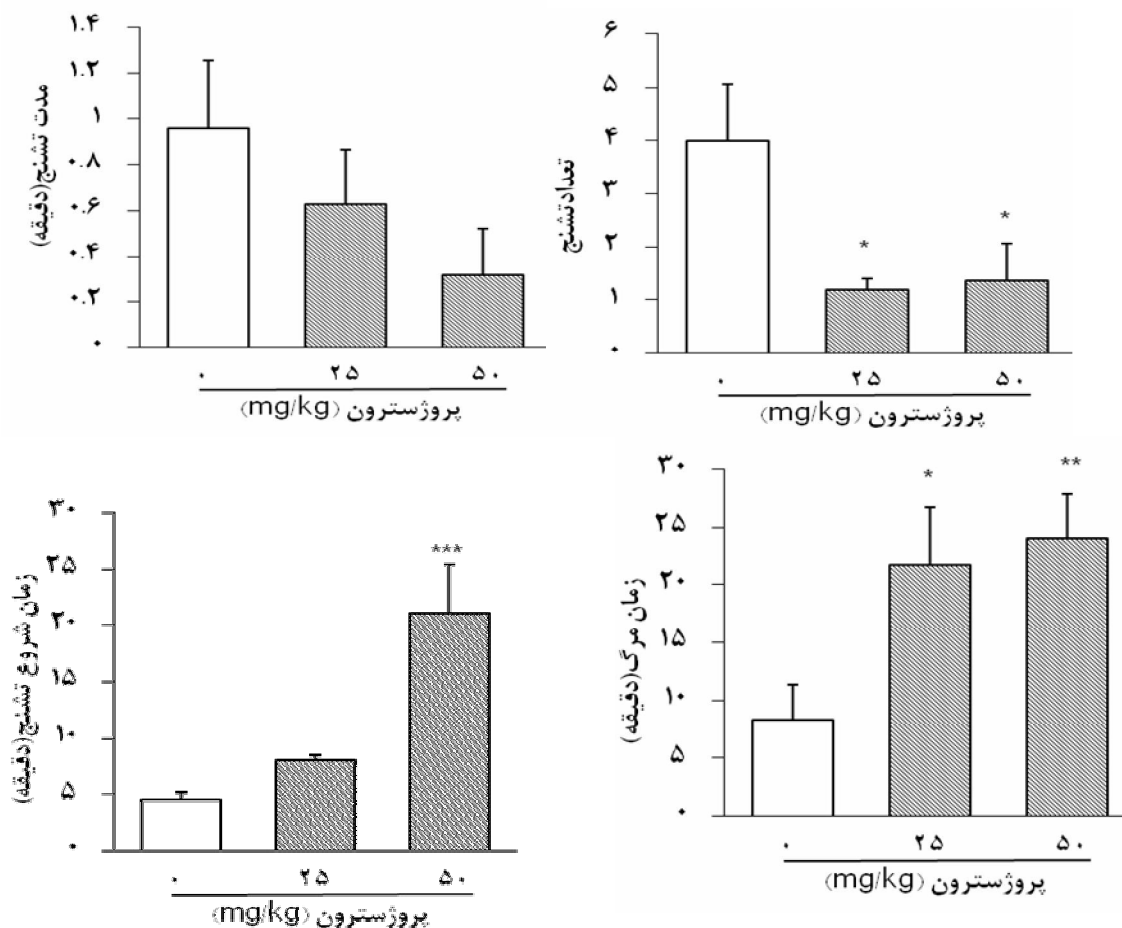 مدت تشنج(دقیقه)
۱.۴
۱.۲
۱
۰.۸
۰.۶
۰.۴
۰.۲
۰
۰ ۲۵ ۵۰
پروژسترون (mg/kg)
تعدادتشنج
۶
۵
۴
۳
۲
۱
۰
* *
۰ ۲۵ ۵۰
پروژسترون (mg/kg)
زمان شروع تشنج(دقیقه)
۳۰
۲۵
۲۰
۱۵
۱۰
۵
۰
***
۰ ۲۵ ۵۰
پروژسترون (mg/kg)
زمان مرگ(دقیقه)
۳۰
۲۵
۲۰
۱۵
۱۰
۵
۰
* **
۰ ۲۵ ۵۰
پروژسترون (mg/kg)